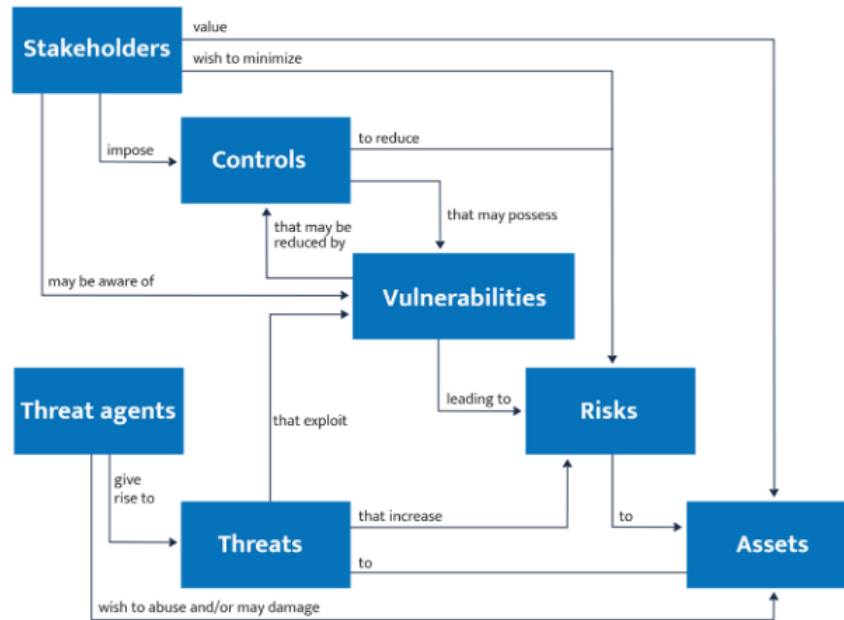 value
Stakeholders
wish to minimize
impose
Controls
to reduce
that may be
reduced by
that may possess
may be aware of
Vulnerabilities
Threat agents
that exploit
leading to
Risks
give
rise to
Threats
that increase
to
to
Assets
wish to abuse and/or may damage